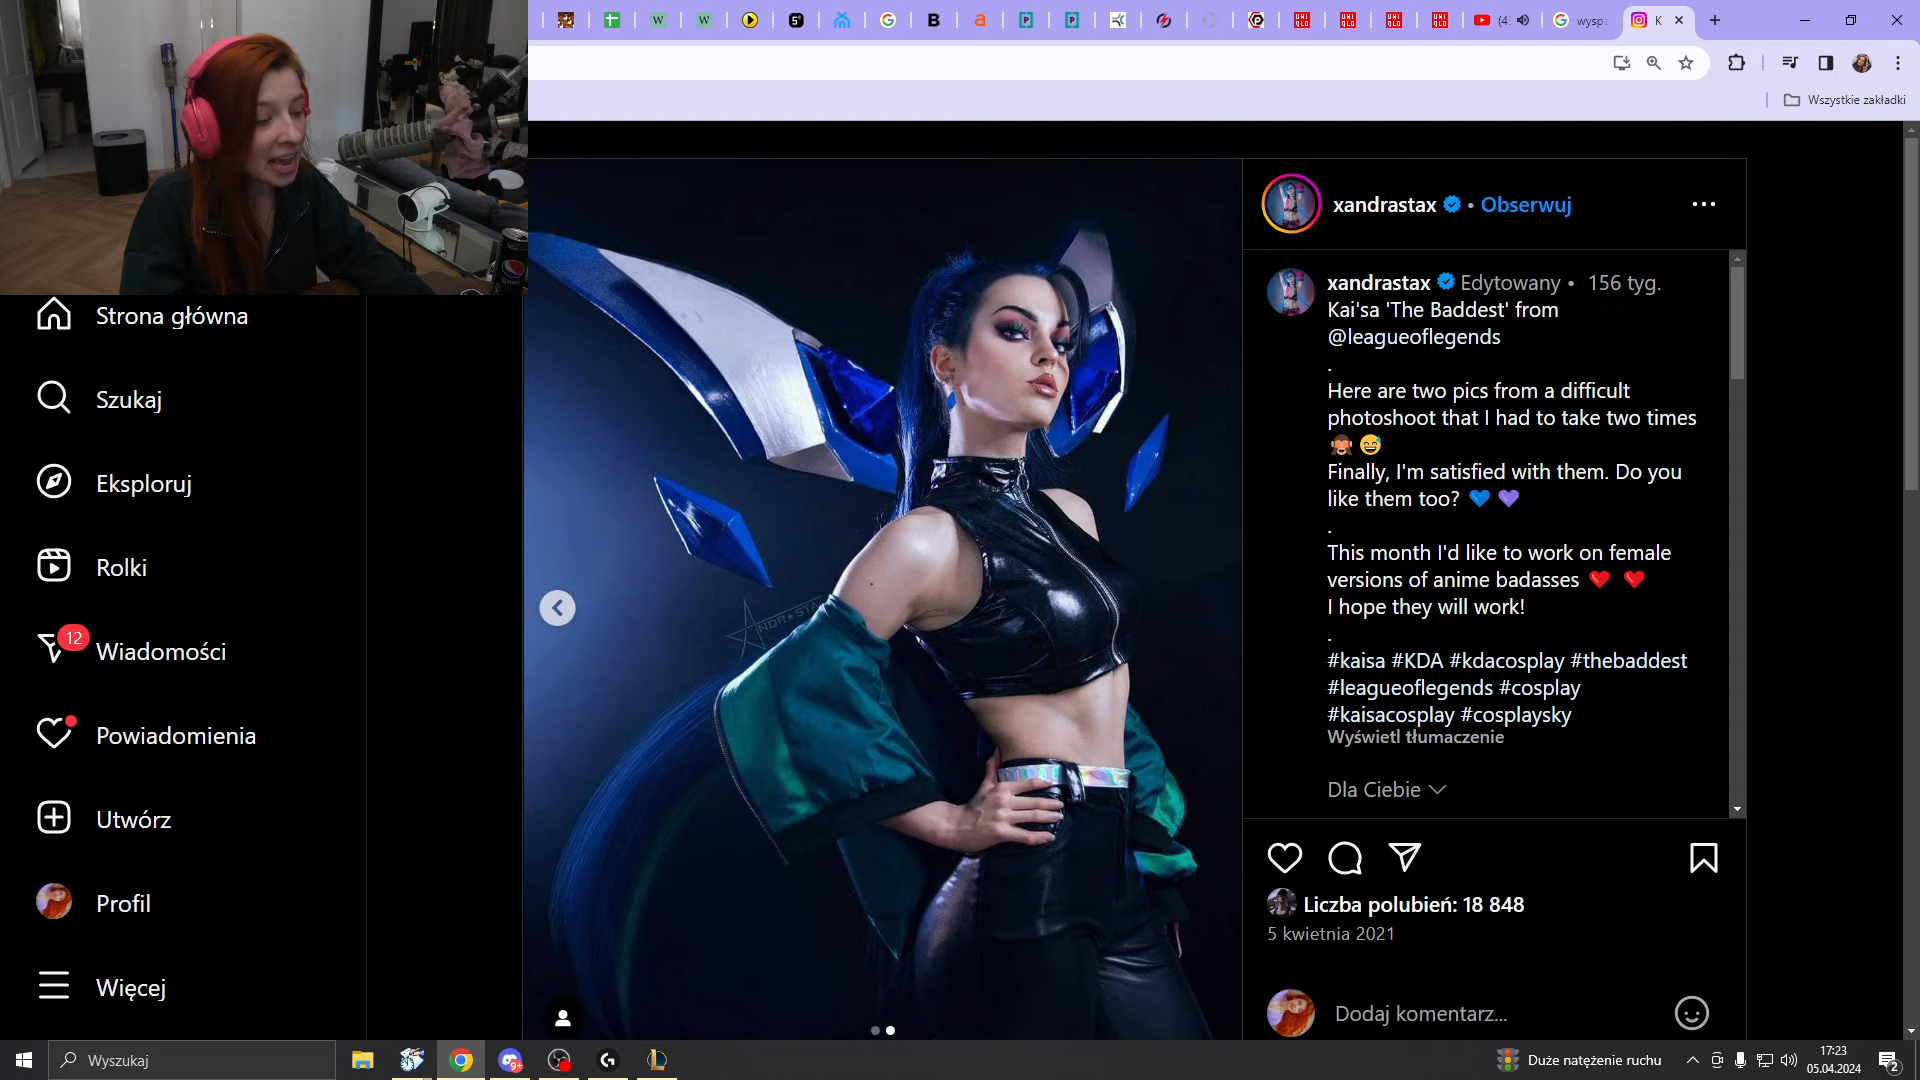 (4
wyspa
K
Wszystkie zakładki
xandrastax • Obserwuj
xandrastax Edytowany • 156 tyg.
Kai'sa 'The Baddest' from
@leagueoflegends
.
Here are two pics from a difficult
photoshoot that I had to take two times
🙈 😅
Finally, I'm satisfied with them. Do you
like them too? 💙 💜
.
This month I'd like to work on female
versions of anime badasses ❤️ ❤️
I hope they will work!
.
#kaisa #KDA #kdacosplay #thebaddest
#leagueoflegends #cosplay
#kaisacosplay #cosplaysky
Wyświetl tłumaczenie
Dla Ciebie
Liczba polubień: 18 848
5 kwietnia 2021
Dodaj komentarz...
Strona główna
Szukaj
Eksploruj
Rolki
12
Wiadomości
Powiadomienia
Utwórz
Profil
Więcej
Wyszukaj
9+
Duże natężenie ruchu
17:23
05.04.2024
2